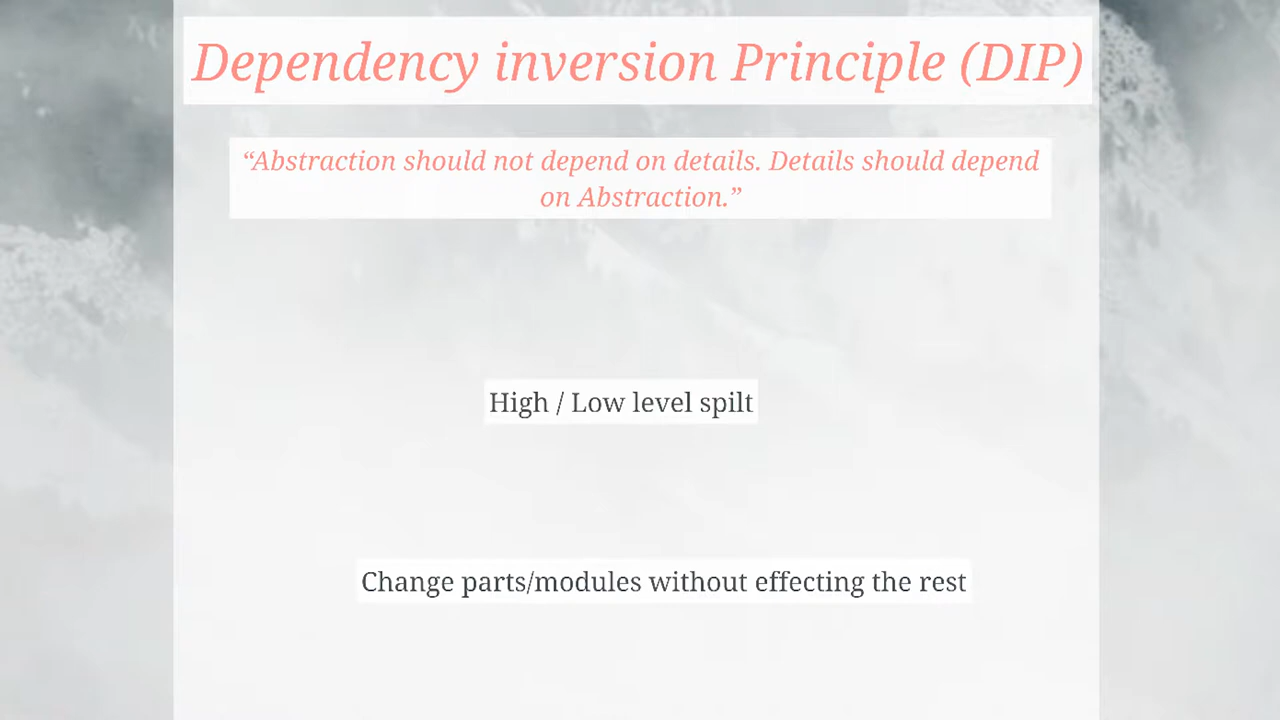 Dependency inversion Principle (DIP)
“Abstraction should not depend on details. Details should depend
on Abstraction.”
High / Low level spilt
Change parts/modules without effecting the rest